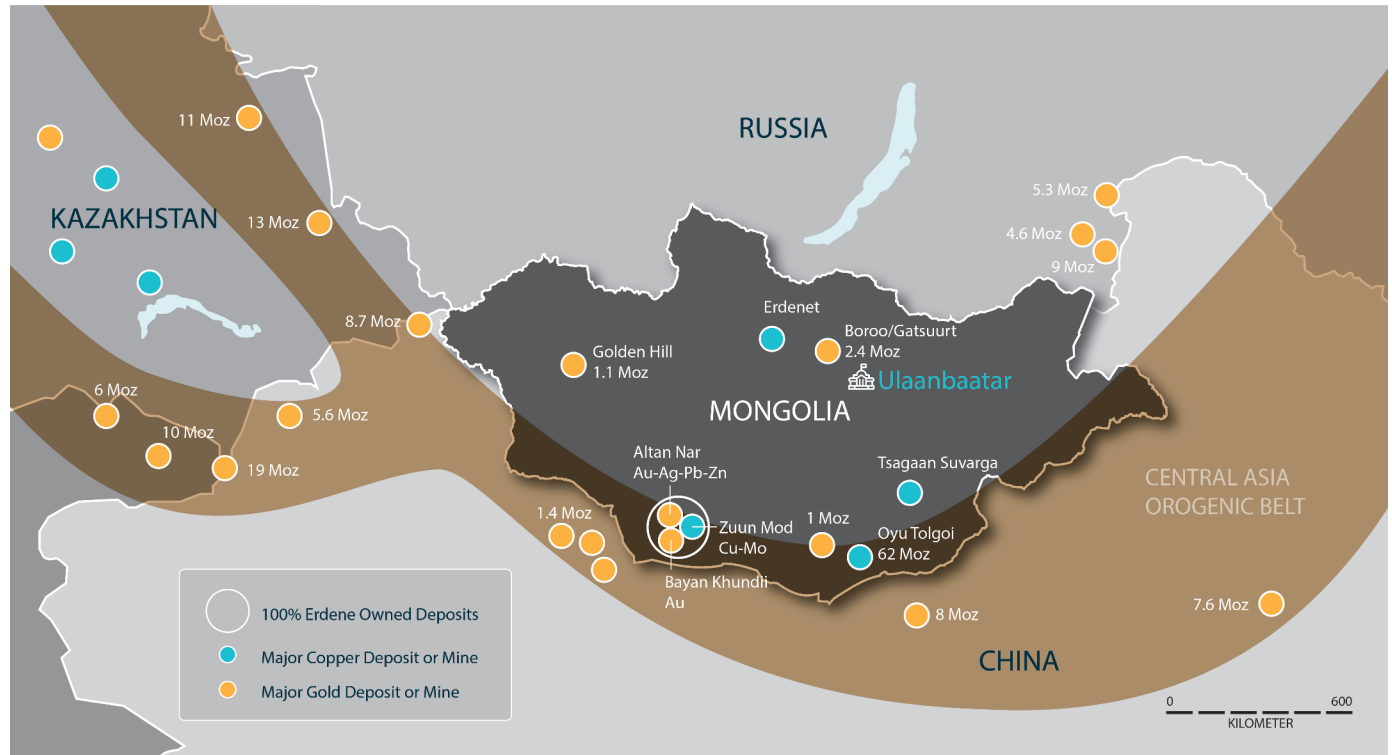 11 Moz
RUSSIA
KAZAKHSTAN
13 Moz
5.3 Moz
4.6 Moz
9 Moz
8.7 Moz
Erdenet
Boroo/Gatsuurt
2.4 Moz
Golden Hill
1.1 Moz
Ulaanbaatar
6 Moz
5.6 Moz
MONGOLIA
10 Moz
19 Moz
Altan Nar
Au-Ag-Pb-Zn
Tsagaan Suvarga
CENTRAL ASIA
OROGENIC BELT
1.4 Moz
Zuun Mod
Cu-Mo
1 Moz
Oyu Tolgoi
62 Moz
Bayan Khundii
Au
8 Moz
7.6 Moz
CHINA
100% Erdene Owned Deposits
Major Copper Deposit or Mine
Major Gold Deposit or Mine
0 600
KILOMETER